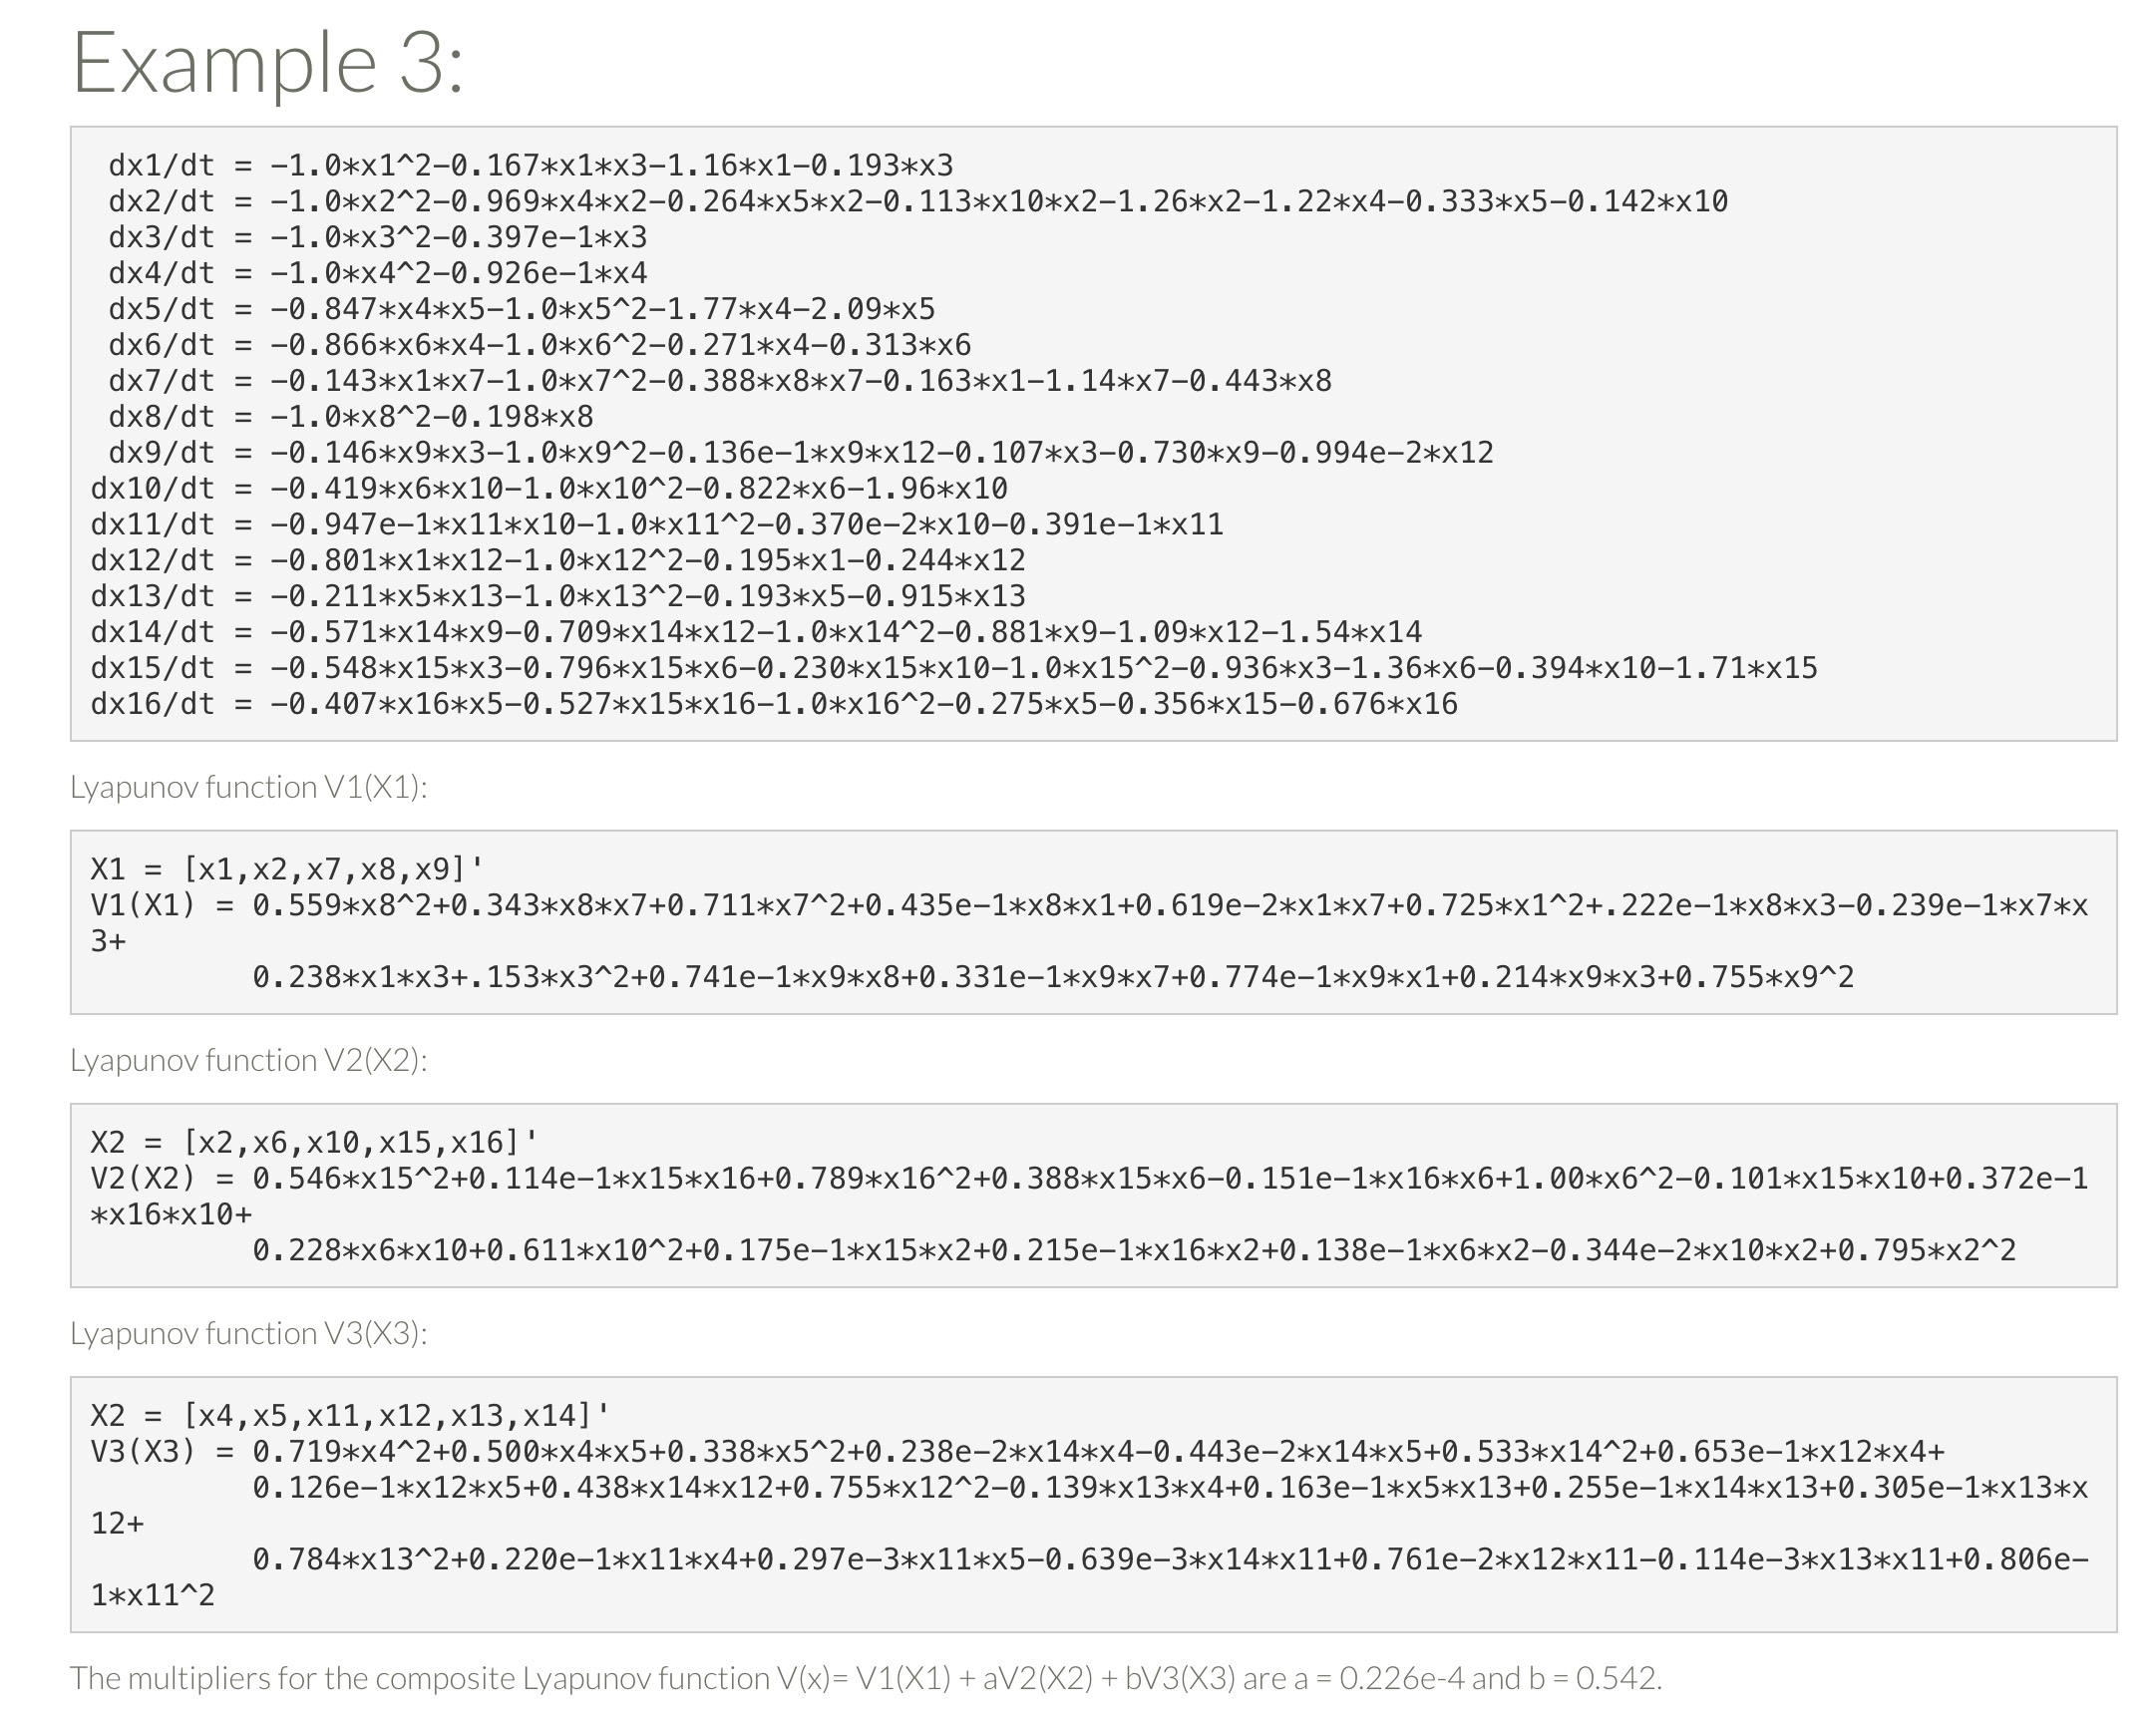 Example 3:
dx1/dt = -1.0*x1^2-0.167*x1*x3-1.16*x1-0.193*x3
dx2/dt = -1.0*x2^2-0.969*x4*x2-0.264*x5*x2-0.113*x10*x2-1.26*x2-1.22*x4-0.333*x5-0.142*x10
dx3/dt = -1.0*x3^2-0.397e-1*x3
dx4/dt = -1.0*x4^2-0.926e-1*x4
dx5/dt = -0.847*x4*x5-1.0*x5^2-1.77*x4-2.09*x5
dx6/dt = -0.866*x6*x4-1.0*x6^2-0.271*x4-0.313*x6
dx7/dt = -0.143*x1*x7-1.0*x7^2-0.388*x8*x7-0.163*x1-1.14*x7-0.443*x8
dx8/dt = -1.0*x8^2-0.198*x8
dx9/dt = -0.146*x9*x3-1.0*x9^2-0.136e-1*x9*x12-0.107*x3-0.730*x9-0.994e-2*x12
dx10/dt = -0.419*x6*x10-1.0*x10^2-0.822*x6-1.96*x10
dx11/dt = -0.947e-1*x11*x10-1.0*x11^2-0.370e-2*x10-0.391e-1*x11
dx12/dt = -0.801*x1*x12-1.0*x12^2-0.195*x1-0.244*x12
dx13/dt = -0.211*x5*x13-1.0*x13^2-0.193*x5-0.915*x13
dx14/dt = -0.571*x14*x9-0.709*x14*x12-1.0*x14^2-0.881*x9-1.09*x12-1.54*x14
dx15/dt = -0.548*x15*x3-0.796*x15*x6-0.230*x15*x10-1.0*x15^2-0.936*x3-1.36*x6-0.394*x10-1.71*x15
dx16/dt = -0.407*x16*x5-0.527*x15*x16-1.0*x16^2-0.275*x5-0.356*x15-0.676*x16
Lyapunov function V1(X1):
X1 = [x1,x2,x7,x8,x9]'
V1(X1) = 0.559*x8^2+0.343*x8*x7+0.711*x7^2+0.435e-1*x8*x1+0.619e-2*x1*x7+0.725*x1^2+.222e-1*x8*x3-0.239e-1*x7*x
3+
0.238*x1*x3+.153*x3^2+0.741e-1*x9*x8+0.331e-1*x9*x7+0.774e-1*x9*x1+0.214*x9*x3+0.755*x9^2
Lyapunov function V2(X2):
X2 = [x2,x6,x10,x15,x16]'
V2(X2) = 0.546*x15^2+0.114e-1*x15*x16+0.789*x16^2+0.388*x15*x6-0.151e-1*x16*x6+1.00*x6^2-0.101*x15*x10+0.372e-1
*x16*x10+
0.228*x6*x10+0.611*x10^2+0.175e-1*x15*x2+0.215e-1*x16*x2+0.138e-1*x6*x2-0.344e-2*x10*x2+0.795*x2^2
Lyapunov function V3(X3):
X2 = [x4,x5,x11,x12,x13,x14]'
V3(X3) = 0.719*x4^2+0.500*x4*x5+0.338*x5^2+0.238e-2*x14*x4-0.443e-2*x14*x5+0.533*x14^2+0.653e-1*x12*x4+
0.126e-1*x12*x5+0.438*x14*x12+0.755*x12^2-0.139*x13*x4+0.163e-1*x5*x13+0.255e-1*x14*x13+0.305e-1*x13*x
12+
0.784*x13^2+0.220e-1*x11*x4+0.297e-3*x11*x5-0.639e-3*x14*x11+0.761e-2*x12*x11-0.114e-3*x13*x11+0.806e-
1*x11^2
The multipliers for the composite Lyapunov function V(x)= V1(X1) + aV2(X2) + bV3(X3) are a = 0.226e-4 and b = 0.542.